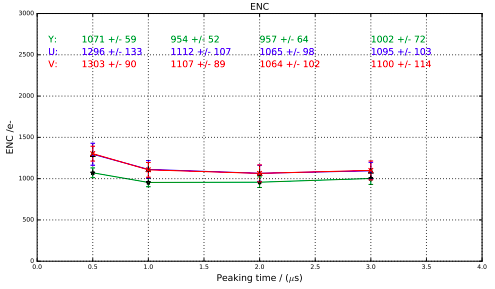 ENC
3000
Y: 1071 +/- 59 954 +/- 52 957 +/- 64 1002 +/- 72
U: 1296 +/- 133 1112 +/- 107 1065 +/- 98 1095 +/- 103
V: 1303 +/- 90 1107 +/- 89 1064 +/- 102 1100 +/- 114
2500
2000
1500
1000
500
0
ENC /e-
0.0 0.5 1.0 1.5 2.0 2.5 3.0 3.5 4.0
Peaking time / (μs)